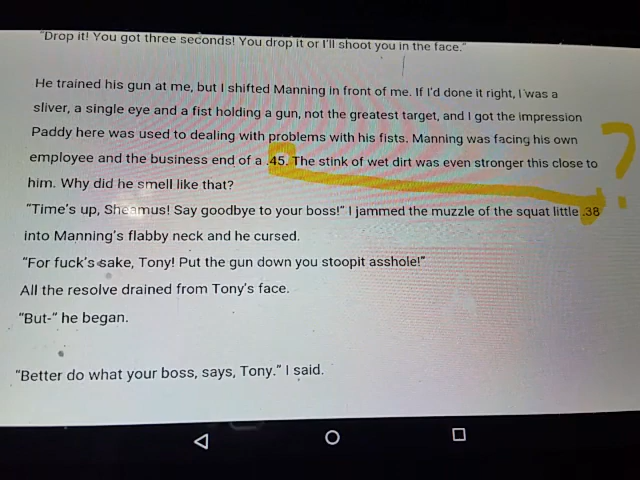 "Drop it! You got three seconds! You drop it or I'll shoot you in the face."
He trained his gun at me, but I shifted Manning in front of me. If I'd done it right, I was a
sliver, a single eye and a fist holding a gun, not the greatest target, and I got the impression
Paddy here was used to dealing with problems with his fists. Manning was facing his own
employee and the business end of a .45. The stink of wet dirt was even stronger this close to
him. Why did he smell like that?
?
"Time's up, Sheamus! Say goodbye to your boss!" I jammed the muzzle of the squat little .38
into Manning's flabby neck and he cursed.
"For fuck's sake, Tony! Put the gun down you stoopit asshole!"
All the resolve drained from Tony's face.
"But-" he began.
"Better do what your boss, says, Tony." I said.